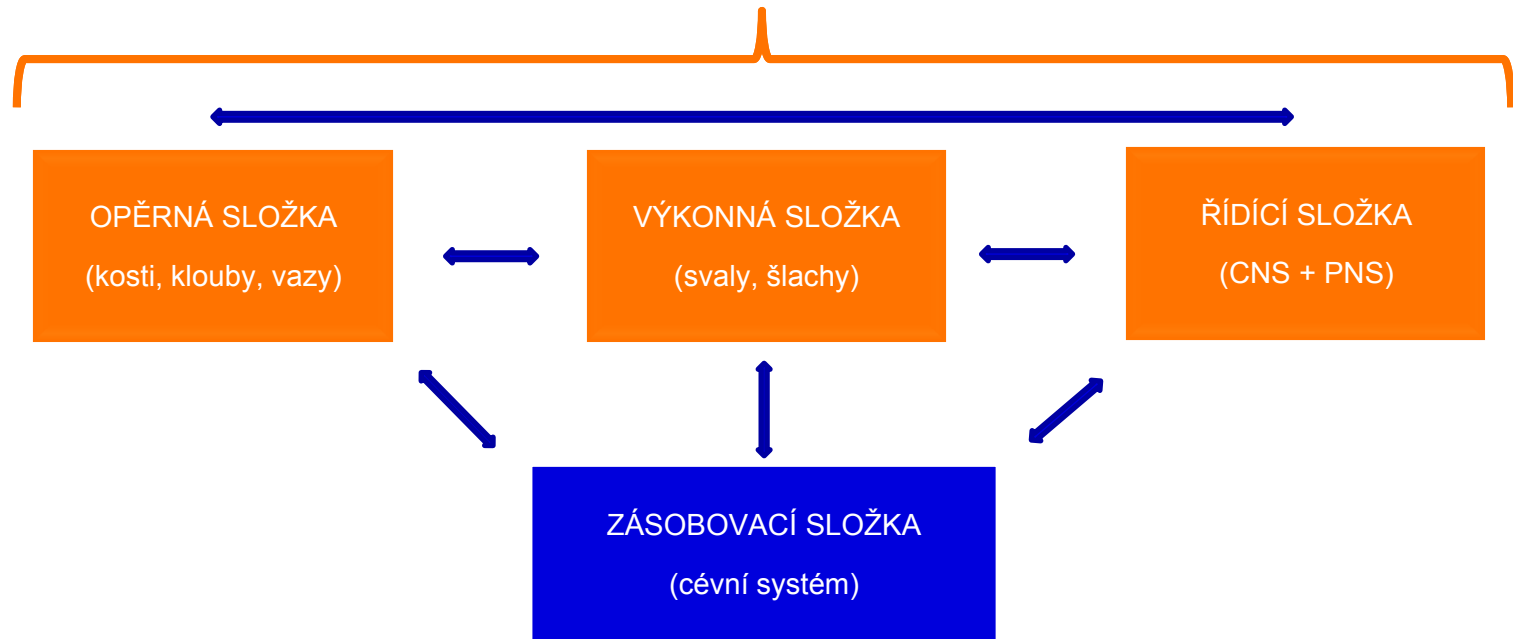 OPĚRNÁ SLOŽKA
(kosti, klouby, vazy)
VÝKONNÁ SLOŽKA
(svaly, šlachy)
ŘÍDÍCÍ SLOŽKA
(CNS + PNS)
ZÁSOBOVACÍ SLOŽKA
(cévní systém)